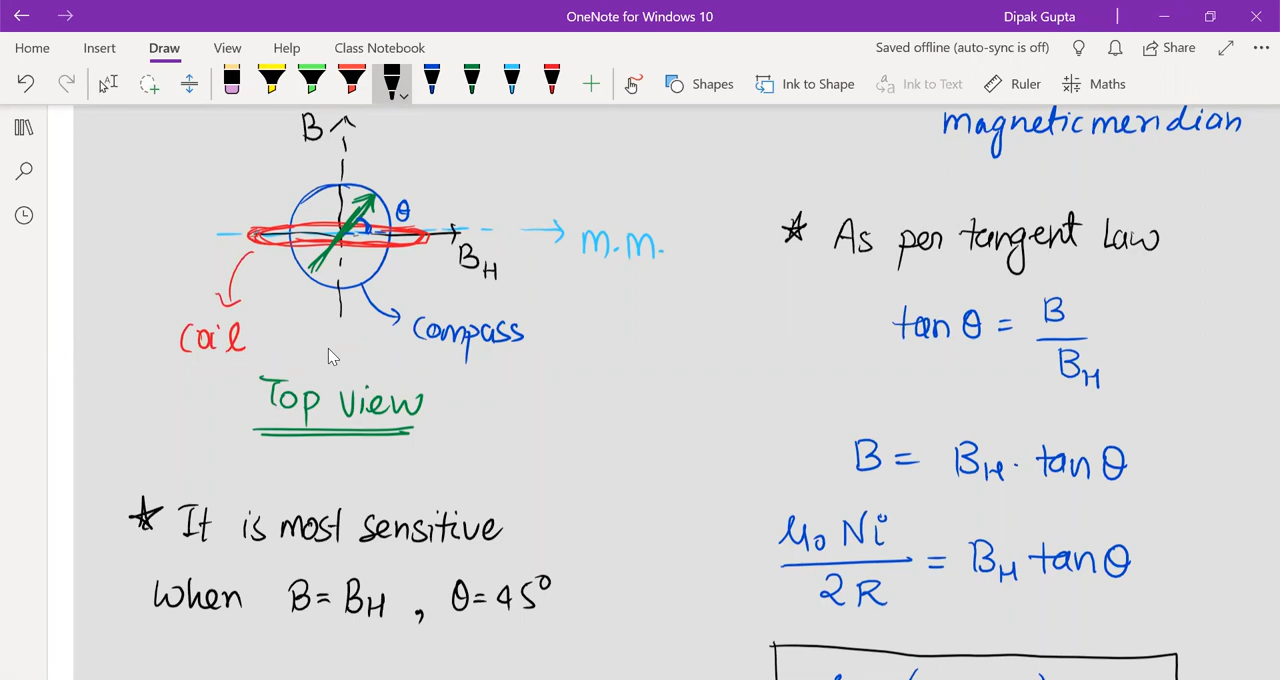 OneNote for Windows 10
Dipak Gupta
Home Insert Draw View Help Class Notebook
Saved offline (auto-sync is off)
Share
Shapes
Ink to Shape
Ink to Text
Ruler
Maths
B
θ
B_H
m.m.
coil
compass
Top view
★ It is most sensitive
when B = B_H , θ = 45°
magnetic meridian
★ As per tangent law
tan θ = B / B_H
B = B_H . tan θ
μ₀ N i / 2 R = B_H tan θ